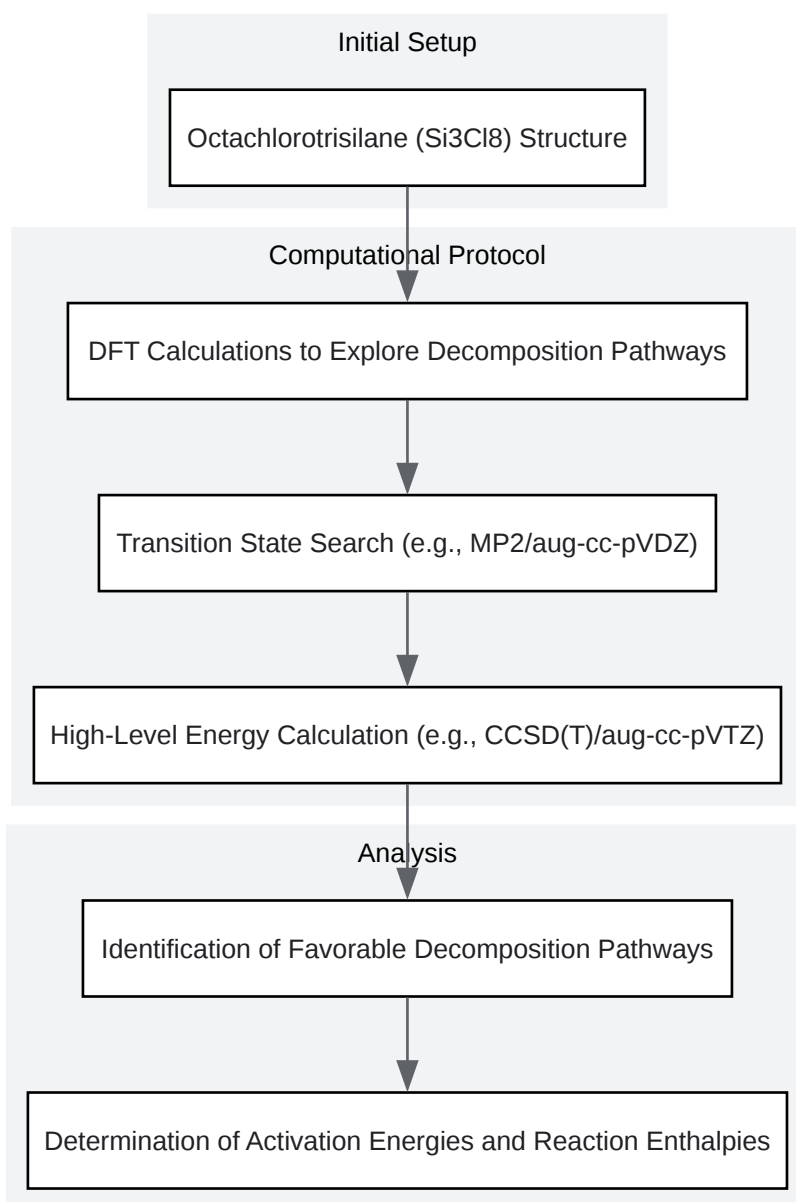 Initial Setup
Octachlorotrisilane (Si3Cl8) Structure
Computational Protocol
DFT Calculations to Explore Decomposition Pathways
Transition State Search (e.g., MP2/aug-cc-pVDZ)
High-Level Energy Calculation (e.g., CCSD(T)/aug-cc-pVTZ)
Analysis
Identification of Favorable Decomposition Pathways
Determination of Activation Energies and Reaction Enthalpies